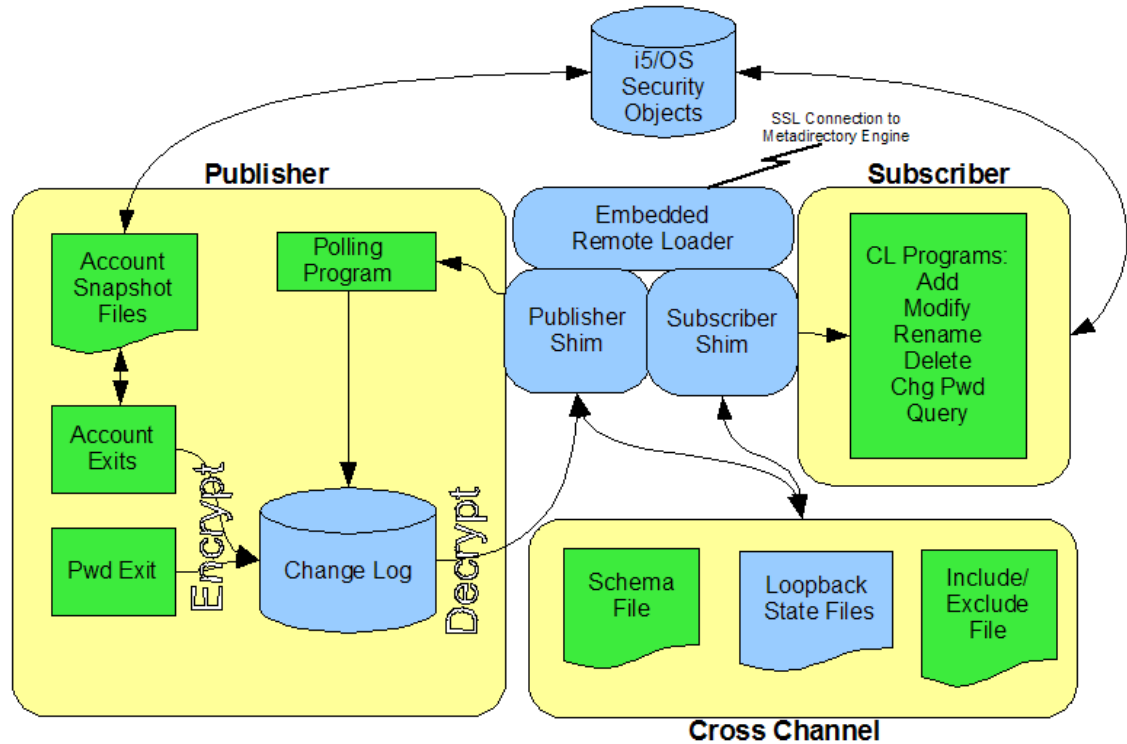 i5/OS
Security
Objects
SSL Connection to
Metadirectory Engine
Publisher
Subscriber
Embedded
Remote Loader
Account
Snapshot
Files
Polling
Program
Publisher
Shim
Subscriber
Shim
CL Programs:
Add
Modify
Rename
Delete
Chg Pwd
Query
Account
Exits
Encrypt
Decrypt
Pwd Exit
Change Log
Schema
File
Loopback
State Files
Include/
Exclude
File
Cross Channel